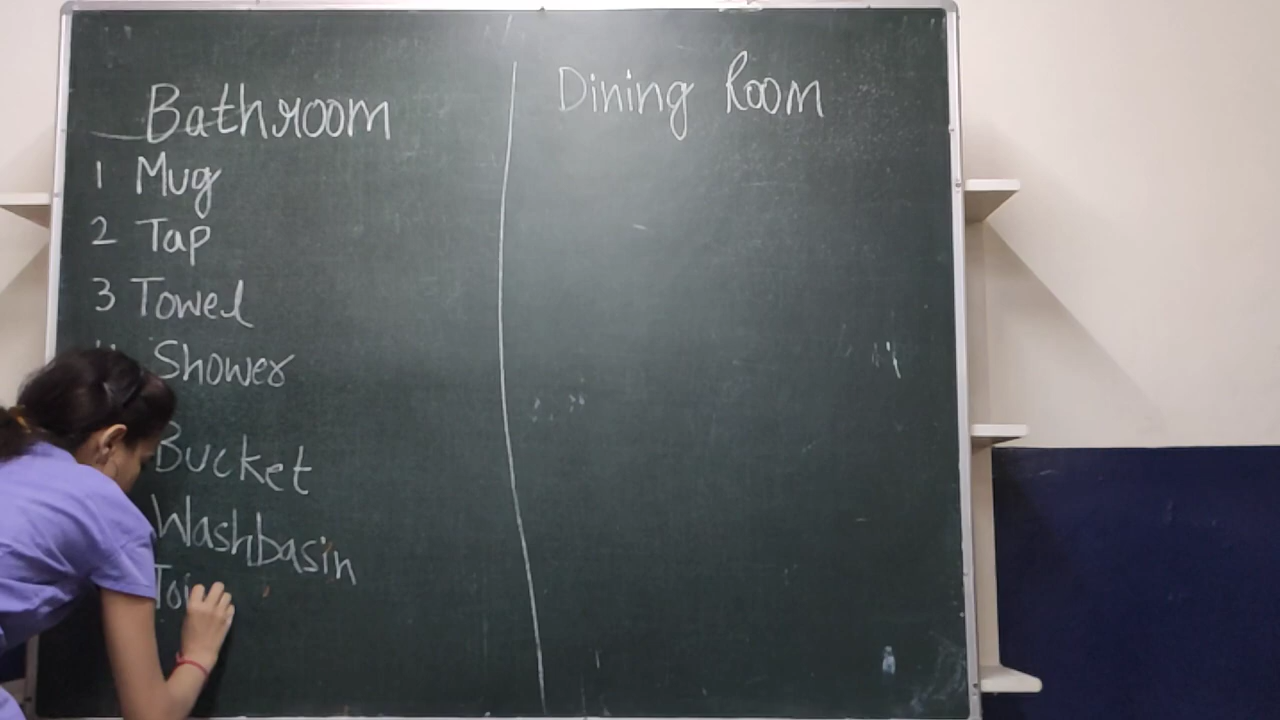 Bathroom
1 Mug
2 Tap
3 Towel
Shower
Bucket
Washbasin
Dining Room